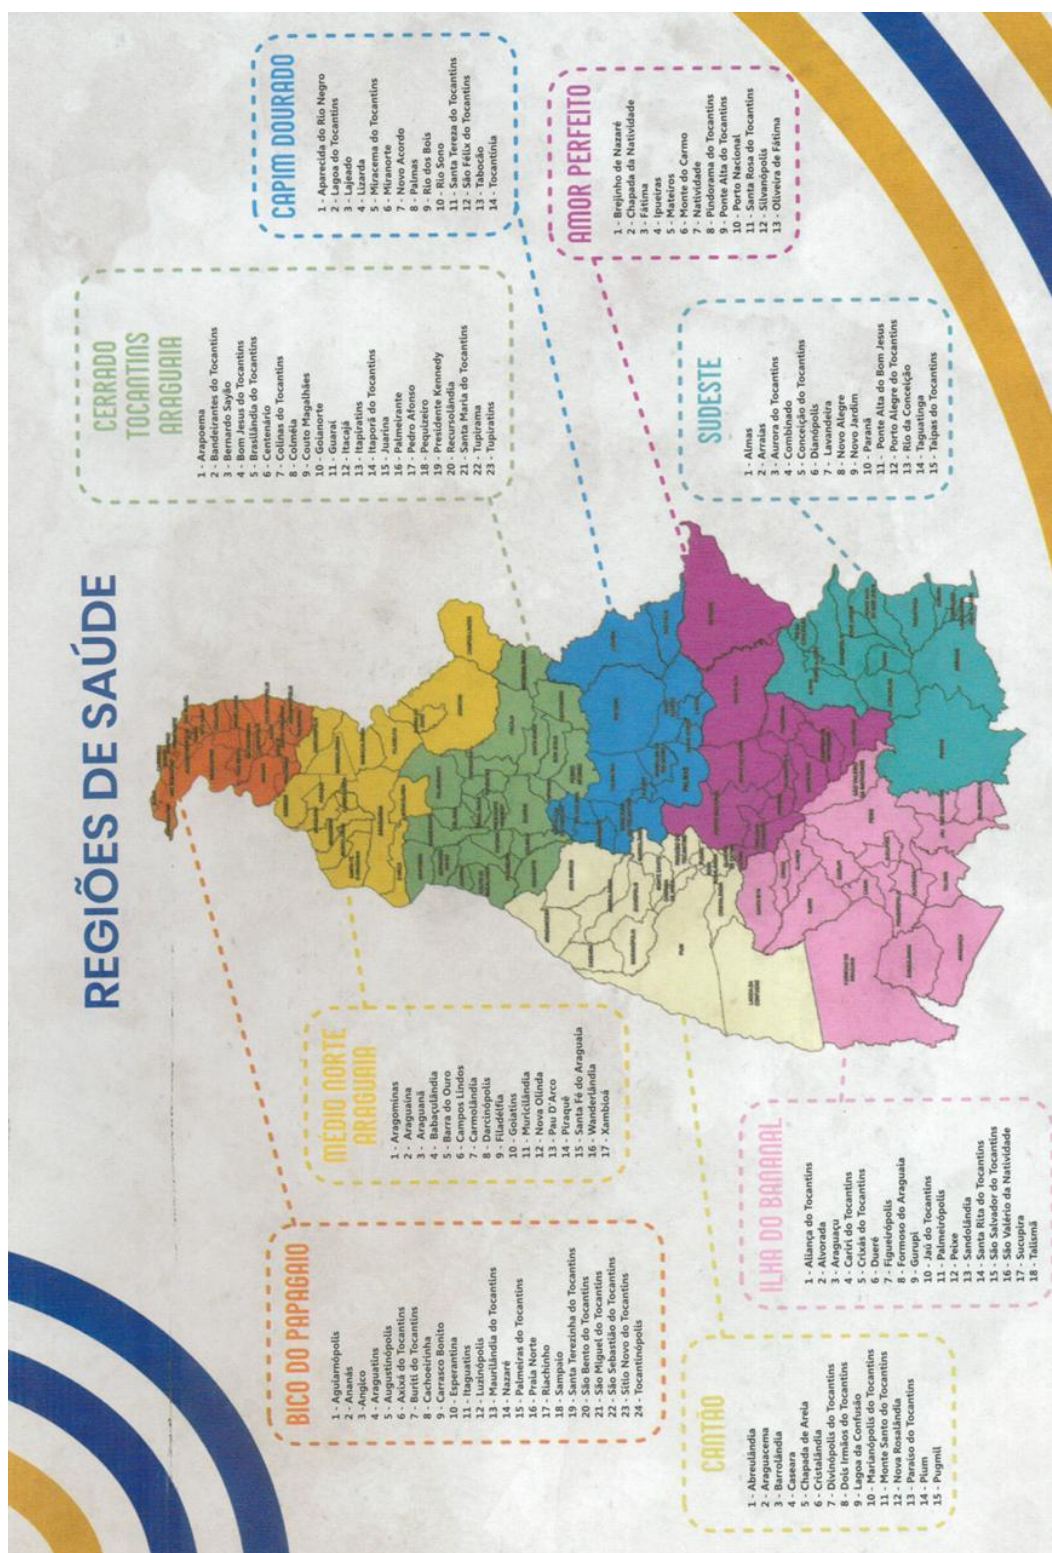 REGIÕES DE SAÚDE
BICO DO PAPAGAIO
1 - Aguiarnópolis
2 - Ananás
3 -Angico
4 - Araguatins
5 - Augustinópolis
6 - Axixá do Tocantins
7 - Buriti do Tocantins
8 - Cachoeirinha
9 - Carrasco Bonito
10 - Esperantina
11 - Itaguatins
12 - Luzinópolis
13 - Maurilândia do Tocantins
14 - Nazaré
15 - Palmeiras do Tocantins
16 - Praia Norte
17 - Riachinho
18 - Sampaio
19 - Santa Terezinha do Tocantins
20 - São Bento do Tocantins
21 - São Miguel do Tocantins
22 - São Sebastião do Tocantins
23 - Sítio Novo do Tocantins
24 - Tocantinópolis
MÉDIO NORTE
ARAGUAIA
1 - Aragominas
2 - Araguaína
3 - Araguanã
4 - Babaçulândia
5 - Barra do Ouro
6 - Campos Lindos
7 - Carmolândia
8 - Darcinópolis
9 - Filadélfia
10 - Goiatins
11 - Muricilândia
12 - Nova Olinda
13 - Pau D'Arco
14 - Piraquê
15 - Santa Fé do Araguaia
16 - Wanderlândia
17 - Xambioá
CERRADO
TOCANTINS
ARAGUAIA
1 - Arapoema
2 - Bandeirantes do Tocantins
3 - Bernardo Sayão
4 - Bom Jesus do Tocantins
5 - Brasilândia do Tocantins
6 - Centenário
7 - Colinas do Tocantins
8 - Colméia
9 - Couto Magalhães
10 - Goianorte
11 - Guaraí
12 - Itacajá
13 - Itapiratins
14 - Itaporã do Tocantins
15 - Juarina
16 - Palmeirante
17 - Pedro Afonso
18 - Pequizeiro
19 - Presidente Kennedy
20 - Recursolândia
21 - Santa Maria do Tocantins
22 - Tupirama
23 - Tupiratins
CAPIM DOURADO
1 - Aparecida do Rio Negro
2 - Lagoa do Tocantins
3 - Lajeado
4 - Lizarda
5 - Miracema do Tocantins
6 - Miranorte
7 - Novo Acordo
8 - Palmas
9 - Rio dos Bois
10 - Rio Sono
11 - Santa Tereza do Tocantins
12 - São Félix do Tocantins
13 - Tabocão
14 - Tocantínia
CANTÃO
1 - Abreulândia
2 - Araguacema
3 - Barrolândia
4 - Caseara
5 - Chapada de Areia
6 - Cristalândia
7 - Divinópolis do Tocantins
8 - Dois Irmãos do Tocantins
9 - Lagoa da Confusão
10 - Marianópolis do Tocantins
11 - Monte Santo do Tocantins
12 - Nova Rosalândia
13 - Paraíso do Tocantins
14 - Pium
15 - Pugmil
ILHA DO BANANAL
1 - Aliança do Tocantins
2 - Alvorada
3 - Araguaçu
4 - Cariri do Tocantins
5 - Crixás do Tocantins
6 - Dueré
7 - Figueirópolis
8 - Formoso do Araguaia
9 - Gurupi
10 - Jaú do Tocantins
11 - Palmeirópolis
12 - Peixe
13 - Sandolândia
14 - Santa Rita do Tocantins
15 - São Salvador do Tocantins
16 - São Valério da Natividade
17 - Sucupira
18 - Talismã
SUDESTE
1 - Almas
2 - Arraias
3 - Aurora do Tocantins
4 - Combinado
5 - Conceição do Tocantins
6 - Dianópolis
7 - Lavandeira
8 - Novo Alegre
9 - Novo Jardim
10 - Paranã
11 - Ponte Alta do Bom Jesus
12 - Porto Alegre do Tocantins
13 - Rio da Conceição
14 - Taguatinga
15 - Taipas do Tocantins
AMOR PERFEITO
1 - Brejinho de Nazaré
2 - Chapada da Natividade
3 - Fátima
4 - Ipueiras
5 - Mateiros
6 - Monte do Carmo
7 - Natividade
8 - Pindorama do Tocantins
9 - Ponte Alta do Tocantins
10 - Porto Nacional
11 - Santa Rosa do Tocantins
12 - Silvanópolis
13 - Oliveira de Fátima